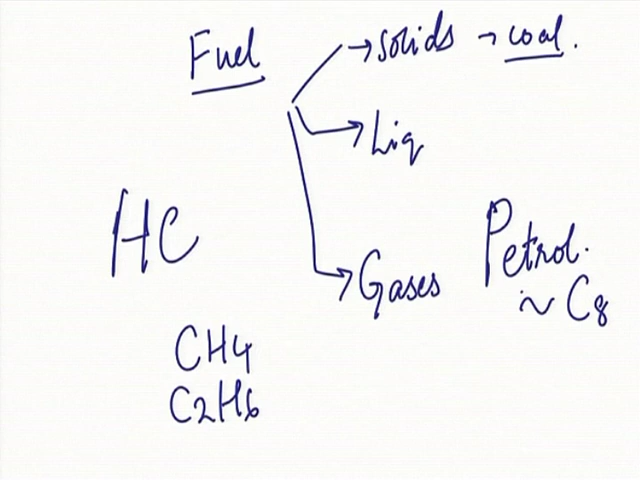 Fuel → solids → coal.
→ Liq
HC
→ Gases
Petrol.
~ C8
CH4
C2H6